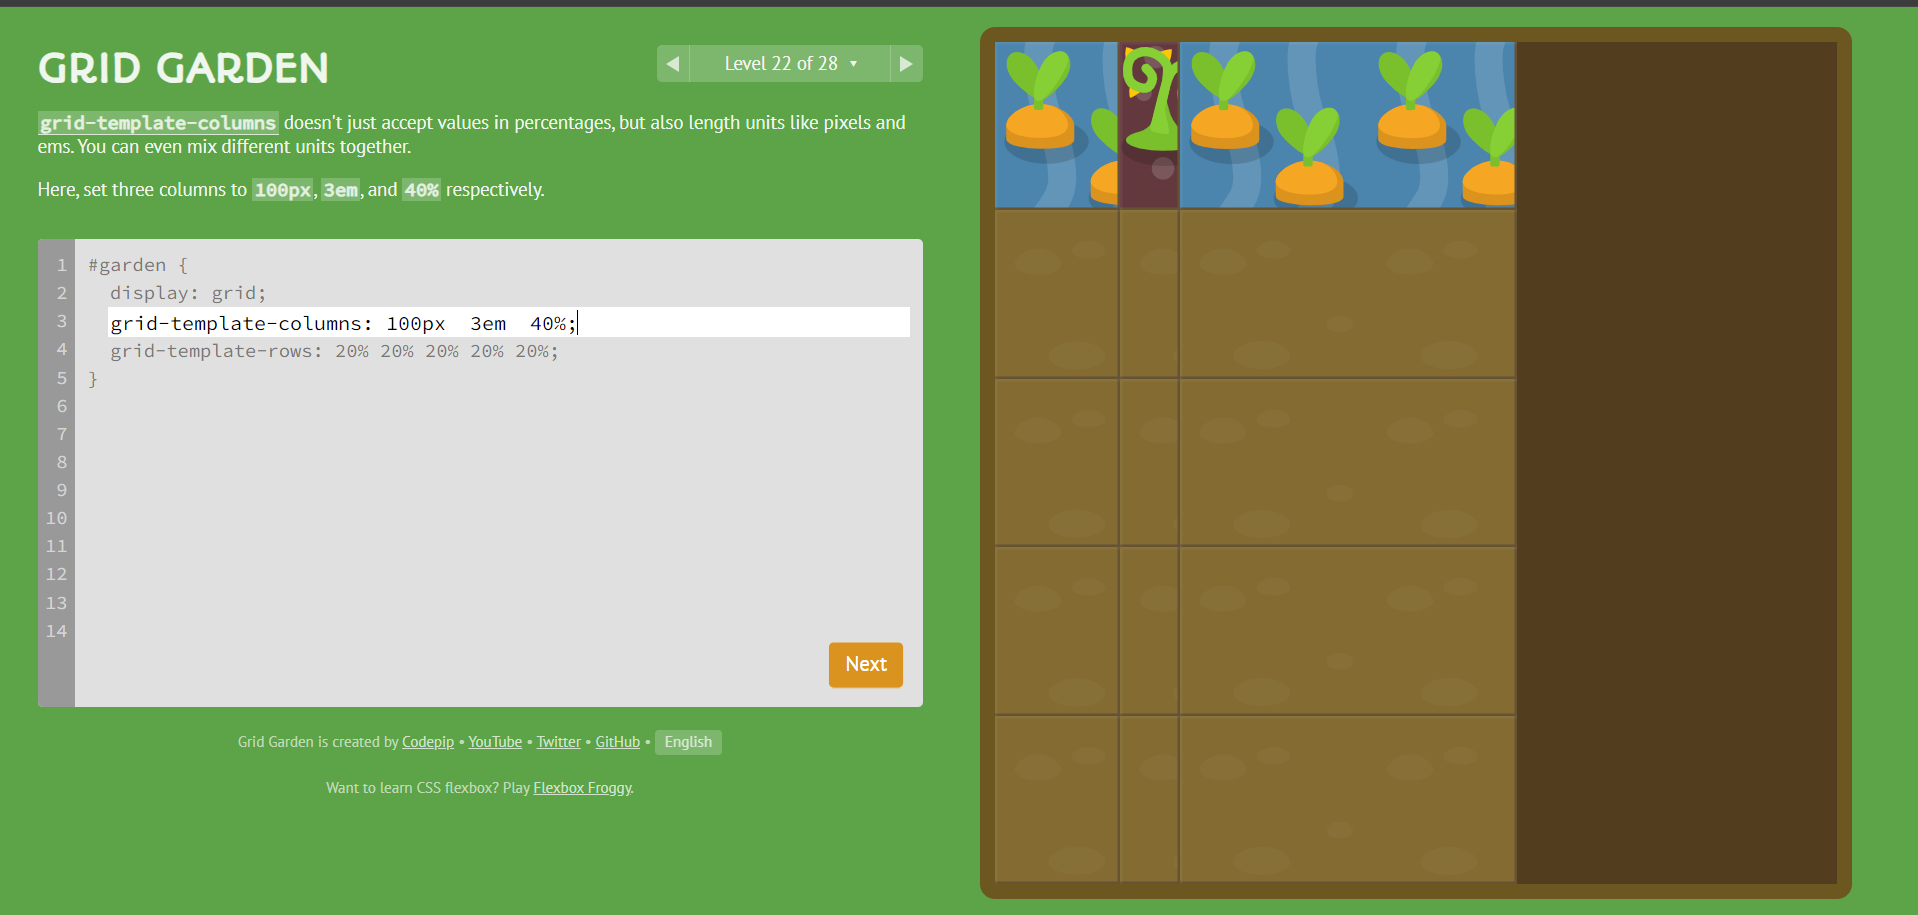 GRID GARDEN
◀ Level 22 of 28 ▼ ▶
grid-template-columns doesn't just accept values in percentages, but also length units like pixels and
ems. You can even mix different units together.
Here, set three columns to 100px, 3em, and 40% respectively.
1 #garden {
2 display: grid;
3 grid-template-columns: 100px  3em  40%;
4 grid-template-rows: 20% 20% 20% 20% 20%;
5 }
6
7
8
9
10
11
12
13
14
Next
Grid Garden is created by Codepip • YouTube • Twitter • GitHub • English
Want to learn CSS flexbox? Play Flexbox Froggy.